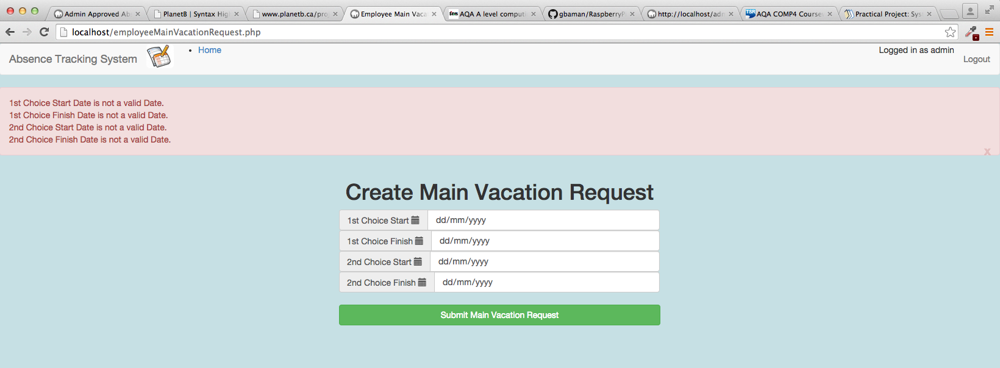 Admin Approved Ab
PlanetB | Syntax Hig
www.planetb.ca/pro
Employee Main Vaca
tes AQA A level comput
gbaman/RaspberryP
http://localhost/adm
TSR AQA COMP4 Course
Practical Project: Sys
localhost/employeeMainVacationRequest.php
Absence Tracking System
• Home
Logged in as admin
Logout
1st Choice Start Date is not a valid Date.
1st Choice Finish Date is not a valid Date.
2nd Choice Start Date is not a valid Date.
2nd Choice Finish Date is not a valid Date.
x
Create Main Vacation Request
1st Choice Start dd/mm/yyyy
1st Choice Finish dd/mm/yyyy
2nd Choice Start dd/mm/yyyy
2nd Choice Finish dd/mm/yyyy
Submit Main Vacation Request